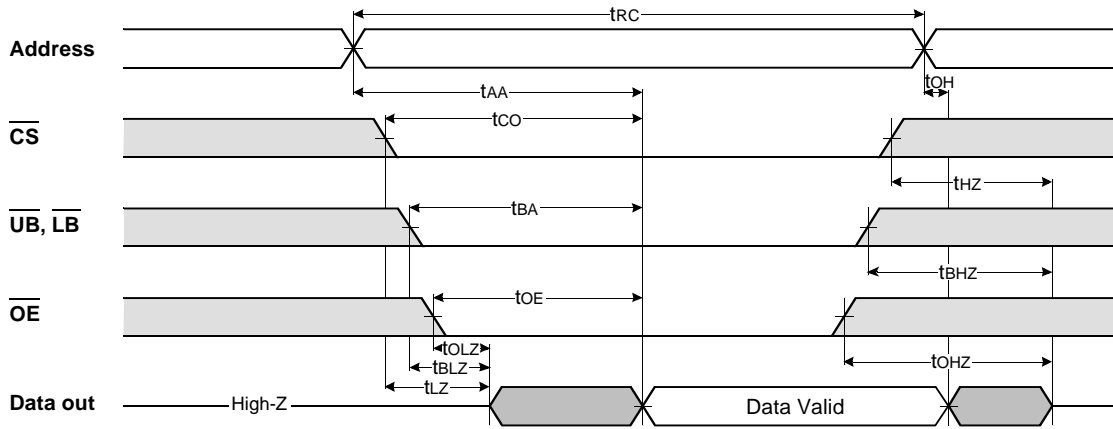 tRC
Address
tOH
tAA
tCO
CS
tHZ
tBA
UB, LB
tBHZ
tOE
OE
tOLZ
tOHZ
tBLZ
tLZ
Data out
High-Z
Data Valid